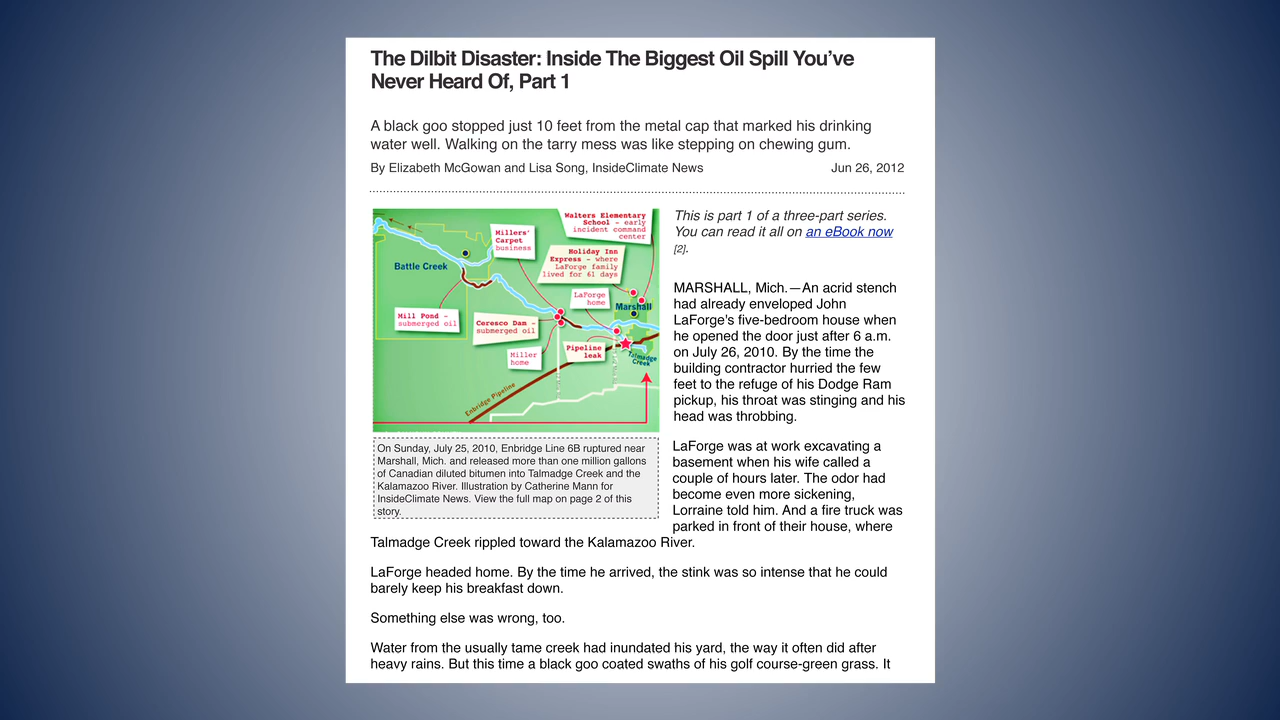 The Dilbit Disaster: Inside The Biggest Oil Spill You've
Never Heard Of, Part 1
A black goo stopped just 10 feet from the metal cap that marked his drinking
water well. Walking on the tarry mess was like stepping on chewing gum.
By Elizabeth McGowan and Lisa Song, InsideClimate News
Jun 26, 2012
Walters Elementary
School – early
incident command
center
Millers'
Carpet
business
Holiday Inn
Express – where
LaForge family
lived for 61 days
Battle Creek
LaForge
home
Marshall
Mill Pond –
submerged oil
Ceresco Dam –
submerged oil
Miller
home
Pipeline
leak
Talmadge
Creek
Enbridge Pipeline
On Sunday, July 25, 2010, Enbridge Line 6B ruptured near
Marshall, Mich. and released more than one million gallons
of Canadian diluted bitumen into Talmadge Creek and the
Kalamazoo River. Illustration by Catherine Mann for
InsideClimate News. View the full map on page 2 of this
story.
This is part 1 of a three-part series.
You can read it all on an eBook now
[2].
MARSHALL, Mich.—An acrid stench
had already enveloped John
LaForge's five-bedroom house when
he opened the door just after 6 a.m.
on July 26, 2010. By the time the
building contractor hurried the few
feet to the refuge of his Dodge Ram
pickup, his throat was stinging and his
head was throbbing.
LaForge was at work excavating a
basement when his wife called a
couple of hours later. The odor had
become even more sickening,
Lorraine told him. And a fire truck was
parked in front of their house, where
Talmadge Creek rippled toward the Kalamazoo River.
LaForge headed home. By the time he arrived, the stink was so intense that he could
barely keep his breakfast down.
Something else was wrong, too.
Water from the usually tame creek had inundated his yard, the way it often did after
heavy rains. But this time a black goo coated swaths of his golf course-green grass. It